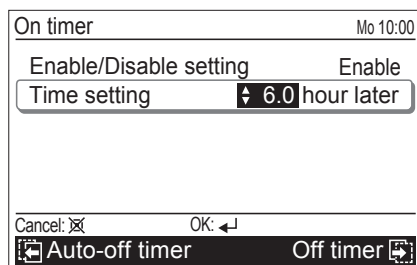 On timer Mo 10:00
Enable/Disable setting Enable
Time setting 6.0 hour later
Cancel: OK:
Auto-off timer Off timer